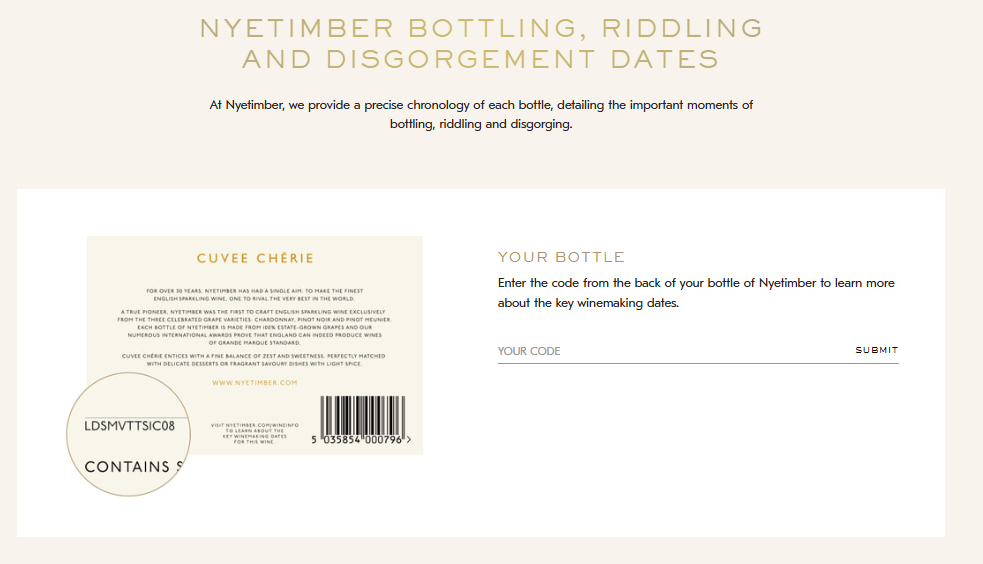 NYETIMBER BOTTLING, RIDDLING
AND DISGORGEMENT DATES
At Nyetimber, we provide a precise chronology of each bottle, detailing the important moments of
bottling, riddling and disgorging.
CUVEE CHÉRIE
FOR OVER 30 YEARS, NYETIMBER HAS HAD A SINGLE AIM: TO MAKE THE FINEST
ENGLISH SPARKLING WINE, ONE TO RIVAL THE VERY BEST IN THE WORLD.
A TRUE PIONEER, NYETIMBER WAS THE FIRST TO CRAFT ENGLISH SPARKLING WINE EXCLUSIVELY
FROM THE THREE CELEBRATED GRAPE VARIETIES: CHARDONNAY, PINOT NOIR AND PINOT MEUNIER.
EACH BOTTLE OF NYETIMBER IS MADE FROM 100% ESTATE-GROWN GRAPES AND OUR
NUMEROUS INTERNATIONAL AWARDS PROVE THAT ENGLAND CAN INDEED PRODUCE WINES
OF GRANDE MARQUE STANDARD.
CUVEE CHÉRIE ENTICES WITH A FINE BALANCE OF ZEST AND SWEETNESS. PERFECTLY MATCHED
WITH DELICATE DESSERTS OR FRAGRANT SAVOURY DISHES WITH LIGHT SPICE.
WWW.NYETIMBER.COM
VISIT NYETIMBER.COM/WINEINFO
TO LEARN ABOUT THE
KEY WINEMAKING DATES
FOR THIS WINE.
5 035854 000796 >
LDSMVTTSIC08
CONTAINS S
YOUR BOTTLE
Enter the code from the back of your bottle of Nyetimber to learn more
about the key winemaking dates.
YOUR CODE
SUBMIT